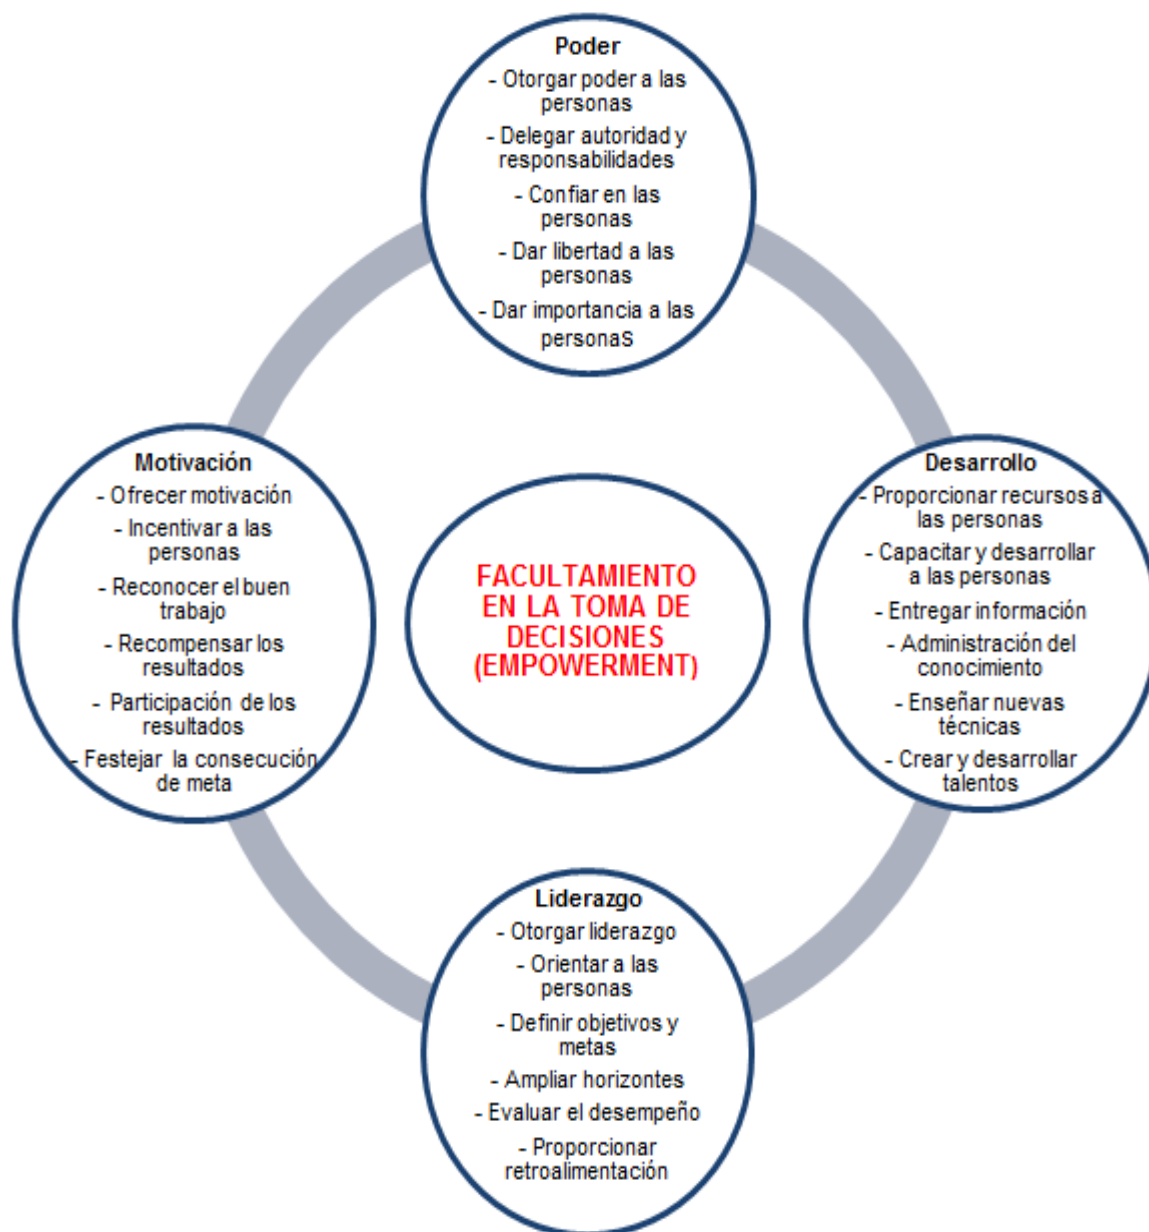 Poder
- Otorgar poder a las
personas
- Delegar autoridad y
responsabilidades
- Confiar en las
personas
- Dar libertad a las
personas
- Dar importancia a las
personaS
Motivación
- Ofrecer motivación
- Incentivar a las
personas
- Reconocer el buen
trabajo
- Recompensar los
resultados
- Participación de los
resultados
- Festejar la consecución
de meta
FACULTAMIENTO
EN LA TOMA DE
DECISIONES
(EMPOWERMENT)
Desarrollo
- Proporcionar recursos a
las personas
- Capacitar y desarrollar
a las personas
- Entregar información
- Administración del
conocimiento
- Enseñar nuevas
técnicas
- Crear y desarrollar
talentos
Liderazgo
- Otorgar liderazgo
- Orientar a las
personas
- Definir objetivos y
metas
- Ampliar horizontes
- Evaluar el desempeño
- Proporcionar
retroalimentación